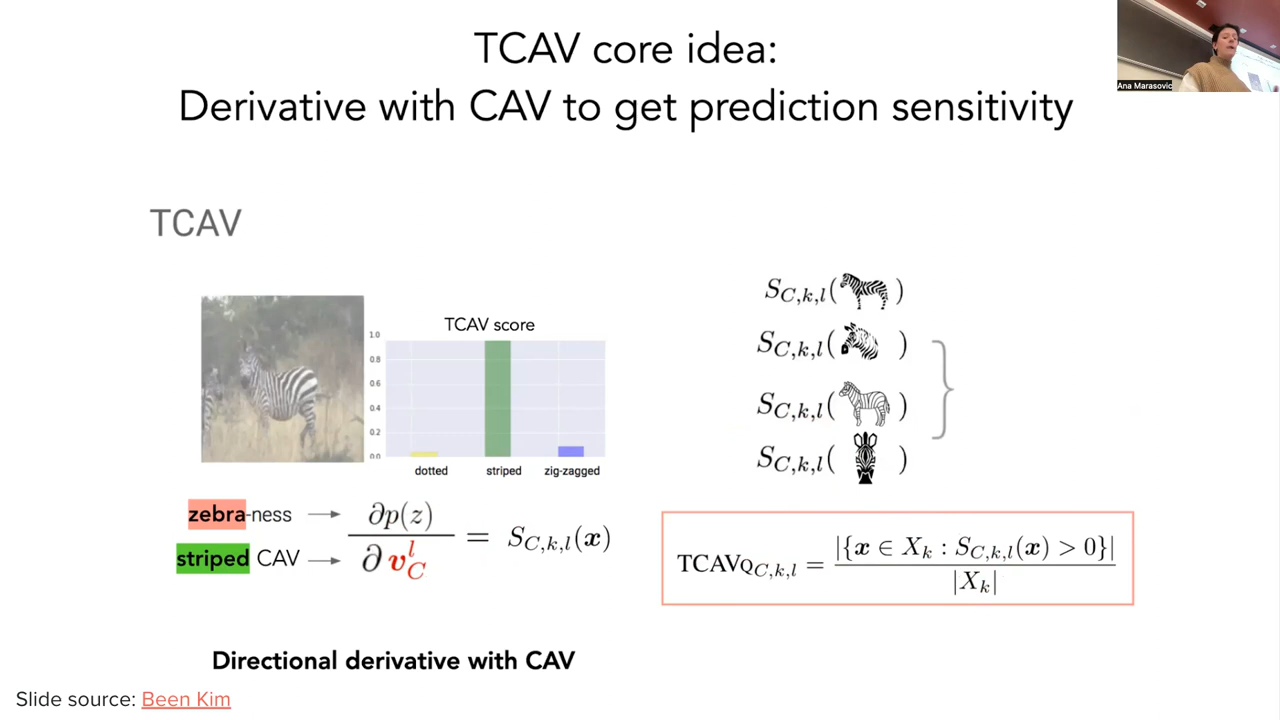 TCAV core idea:
Derivative with CAV to get prediction sensitivity
Ana Marasovic
TCAV
TCAV score
1.0
0.8
0.6
0.4
0.2
0.0
dotted striped zig-zagged
zebra-ness → ∂p(z)
striped CAV → ∂ v_C^l
= S_{C,k,l}(x)
Directional derivative with CAV
S_{C,k,l}( )
S_{C,k,l}( )
S_{C,k,l}( )
S_{C,k,l}( )
TCAVQ_{C,k,l} = |{x ∈ X_k : S_{C,k,l}(x) > 0}| / |X_k|
Slide source: Been Kim